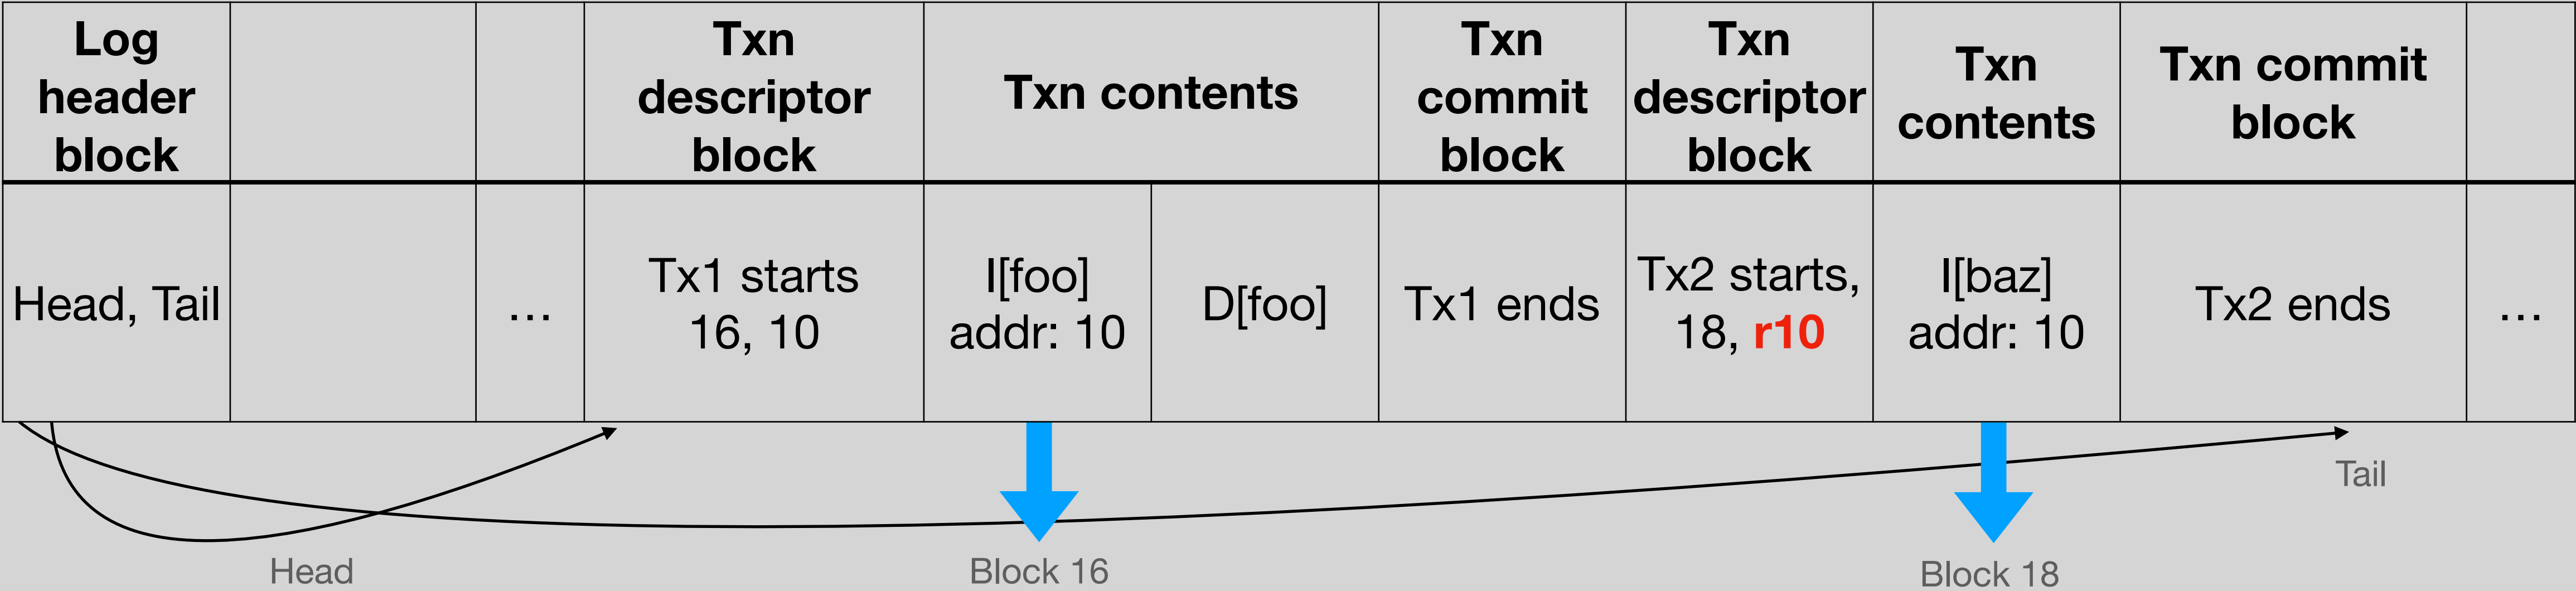 Log
header
block
Txn
descriptor
block
Txn contents
Txn
commit
block
Txn
descriptor
block
Txn
contents
Txn commit
block
Head, Tail
...
Tx1 starts
16, 10
I[foo]
addr: 10
D[foo]
Tx1 ends
Tx2 starts,
18, r10
I[baz]
addr: 10
Tx2 ends
...
Tail
Head
Block 16
Block 18